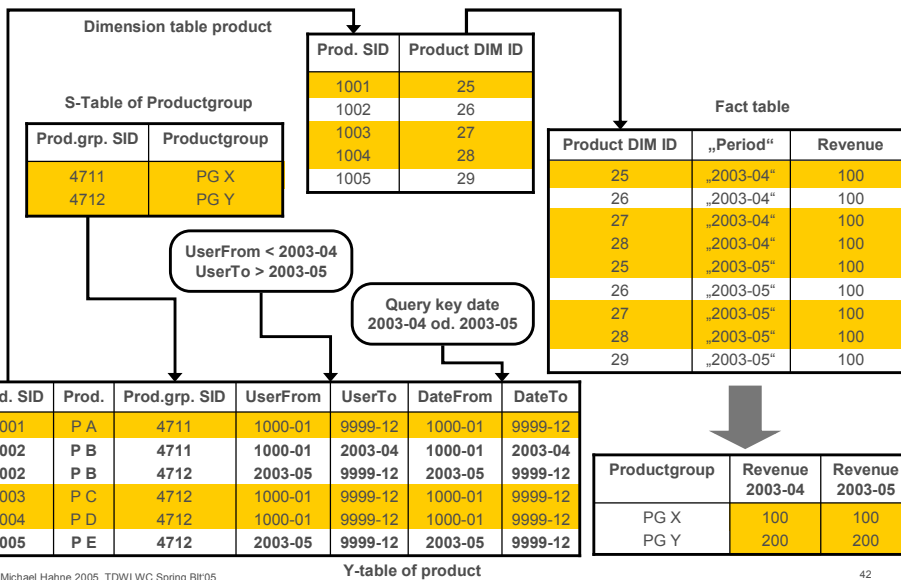 Dimension table product
Prod. SID Product DIM ID
1001 25
1002 26
1003 27
1004 28
1005 29
S-Table of Productgroup
Prod.grp. SID Productgroup
4711 PG X
4712 PG Y
Fact table
Product DIM ID „Period“ Revenue
25 „2003-04“ 100
26 „2003-04“ 100
27 „2003-04“ 100
28 „2003-04“ 100
25 „2003-05“ 100
26 „2003-05“ 100
27 „2003-05“ 100
28 „2003-05“ 100
29 „2003-05“ 100
UserFrom < 2003-04
UserTo > 2003-05
Query key date
2003-04 od. 2003-05
d. SID Prod. Prod.grp. SID UserFrom UserTo DateFrom DateTo
001 P A 4711 1000-01 9999-12 1000-01 9999-12
002 P B 4711 1000-01 2003-04 1000-01 2003-04
002 P B 4712 2003-05 9999-12 2003-05 9999-12
003 P C 4712 1000-01 9999-12 1000-01 9999-12
004 P D 4712 1000-01 9999-12 1000-01 9999-12
005 P E 4712 2003-05 9999-12 2003-05 9999-12
Y-table of product
Productgroup Revenue 2003-04 Revenue 2003-05
PG X 100 100
PG Y 200 200
Michael Hahne 2005, TDWI WC Spring
42